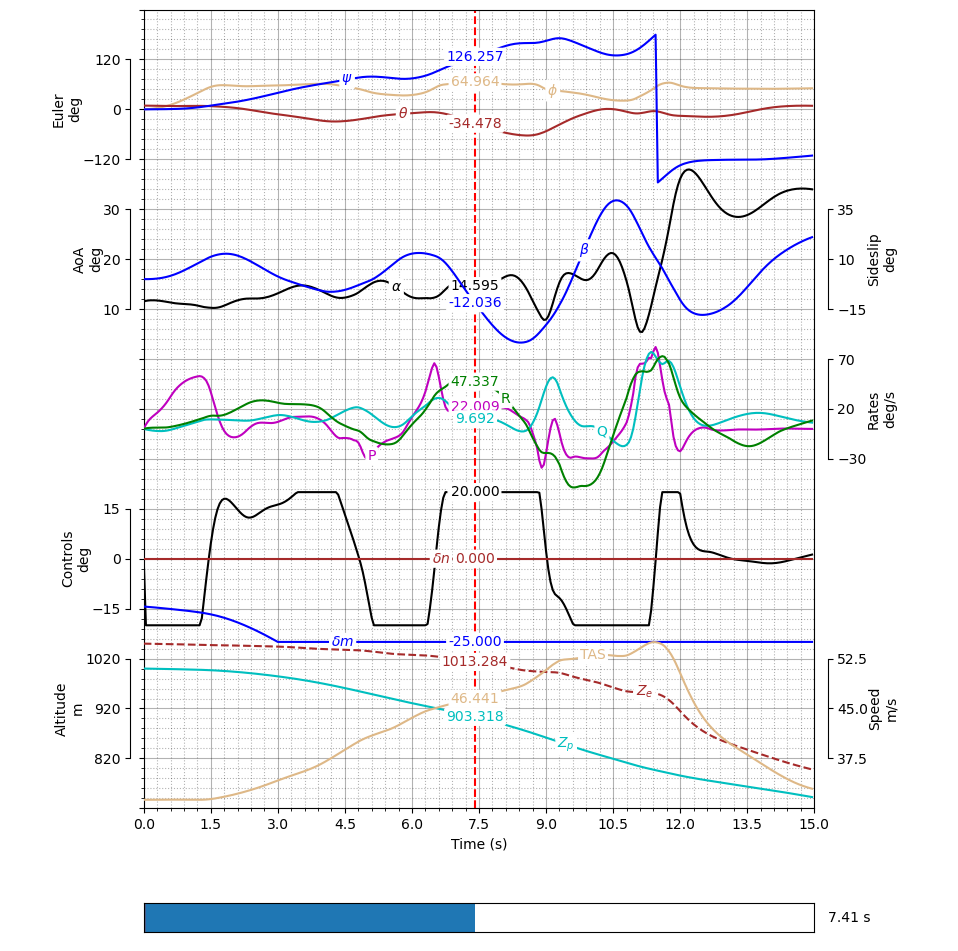 120
0
−120
Euler
deg
ψ
126.257
64.964
ϕ
θ
-34.478
30
20
10
AoA
deg
35
10
−15
Sideslip
deg
α
β
14.595
-12.036
70
20
−30
Rates
deg/s
47.337
R
22.009
9.692
Q
P
15
0
−15
Controls
deg
20.000
δn
0.000
δm
-25.000
1020
920
820
Altitude
m
52.5
45.0
37.5
Speed
m/s
1013.284
TAS
46.441
Ze
903.318
Zp
0.0 1.5 3.0 4.5 6.0 7.5 9.0 10.5 12.0 13.5 15.0
Time (s)
7.41 s